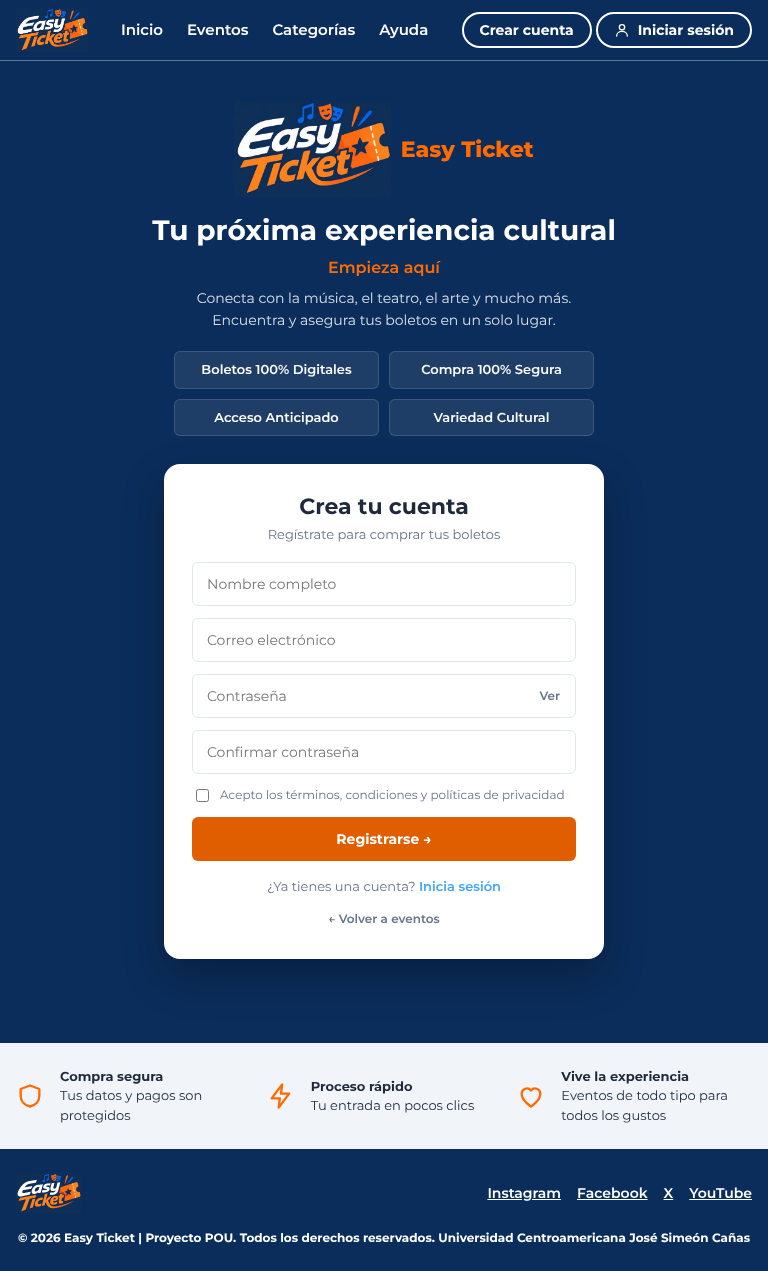 Easy Ticket
Inicio
Eventos
Categorías
Ayuda
Crear cuenta
Iniciar sesión
Easy Ticket
Easy Ticket
Tu próxima experiencia cultural
Empieza aquí
Conecta con la música, el teatro, el arte y mucho más.
Encuentra y asegura tus boletos en un solo lugar.
Boletos 100% Digitales
Compra 100% Segura
Acceso Anticipado
Variedad Cultural
Crea tu cuenta
Regístrate para comprar tus boletos
Nombre completo
Correo electrónico
Contraseña
Ver
Confirmar contraseña
Acepto los términos, condiciones y políticas de privacidad
Registrarse →
¿Ya tienes una cuenta? Inicia sesión
← Volver a eventos
Compra segura
Tus datos y pagos son
protegidos
Proceso rápido
Tu entrada en pocos clics
Vive la experiencia
Eventos de todo tipo para
todos los gustos
Easy Ticket
Instagram
Facebook
X
YouTube
© 2026 Easy Ticket | Proyecto POU. Todos los derechos reservados. Universidad Centroamericana José Simeón Cañas